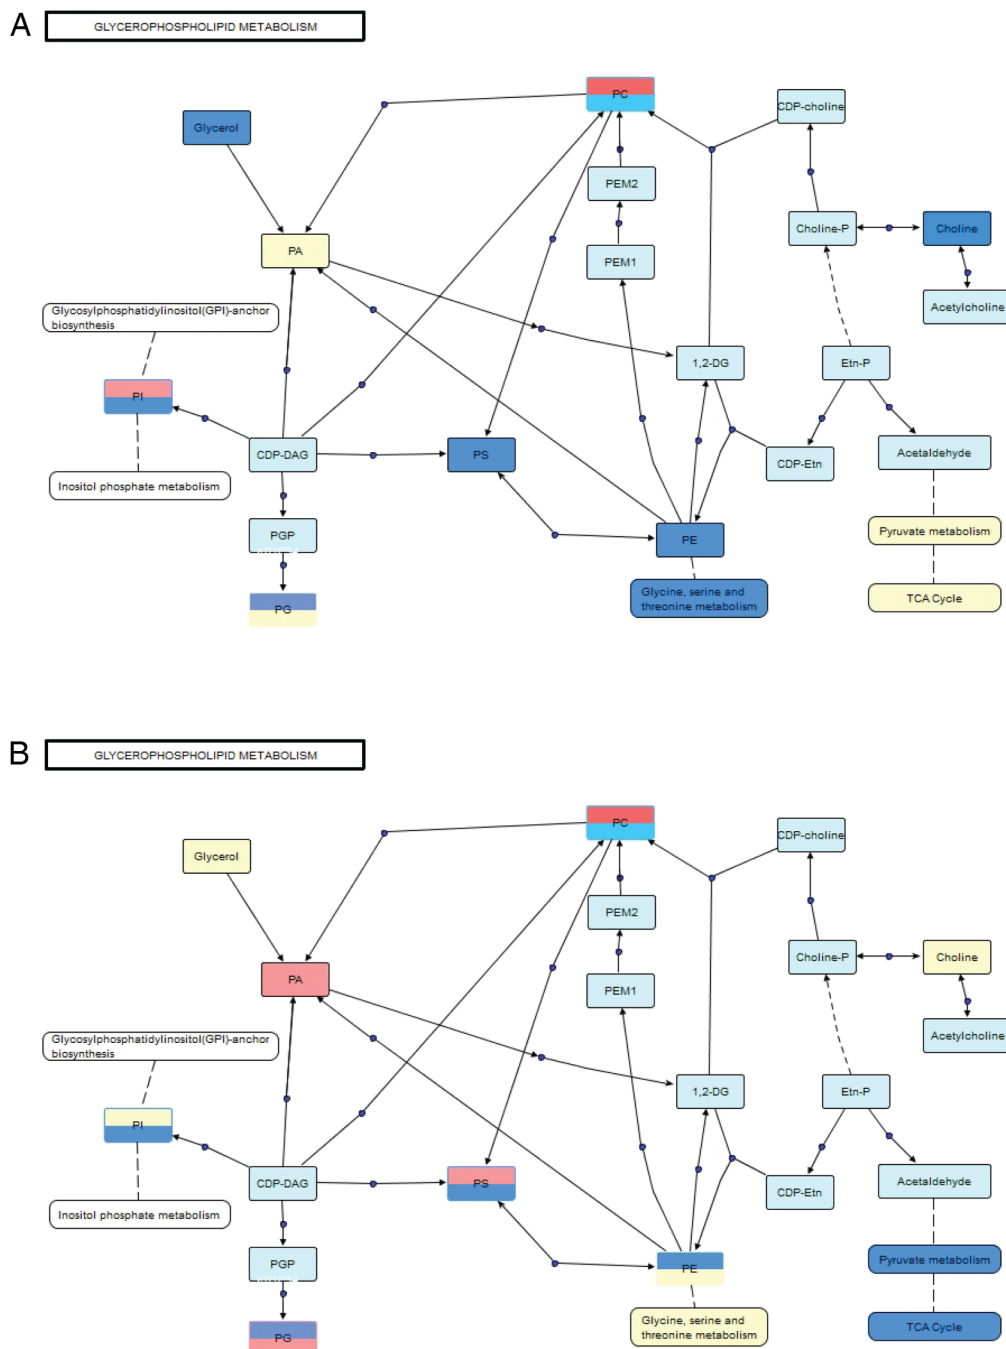 A
GLYCEROPHOSPHOLIPID METABOLISM
PC
CDP-choline
Glycerol
PEM2
Choline-P
Choline
PA
PEM1
Glycosylphosphatidylinositol(GPI)-anchor
biosynthesis
Acetylcholine
1,2-DG
Etn-P
PI
CDP-DAG
PS
CDP-Etn
Acetaldehyde
Inositol phosphate metabolism
PGP
PE
Pyruvate metabolism
Glycine, serine and
threonine metabolism
TCA Cycle
PG
B
GLYCEROPHOSPHOLIPID METABOLISM
PC
CDP-choline
Glycerol
PEM2
Choline-P
Choline
PA
PEM1
Glycosylphosphatidylinositol(GPI)-anchor
biosynthesis
Acetylcholine
1,2-DG
Etn-P
PI
CDP-DAG
PS
CDP-Etn
Acetaldehyde
Inositol phosphate metabolism
PGP
PE
Pyruvate metabolism
Glycine, serine and
threonine metabolism
TCA Cycle
PG